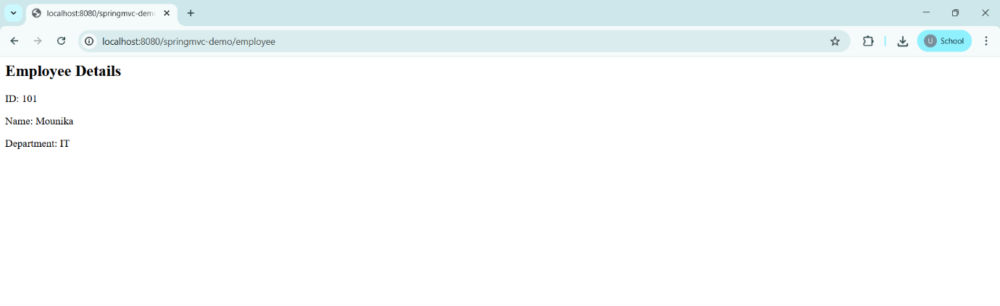 localhost:8080/springmvc-dem
localhost:8080/springmvc-demo/employee
U School
Employee Details
ID: 101
Name: Mounika
Department: IT